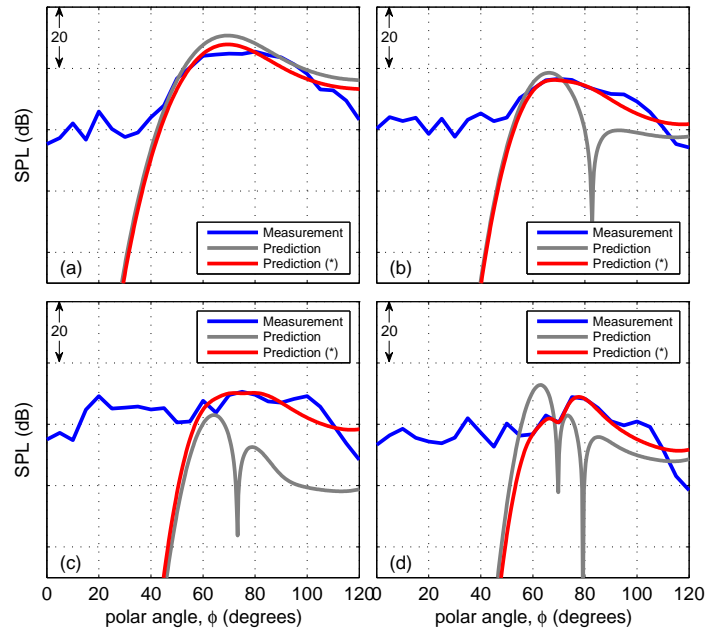 20
SPL (dB)
Measurement
Prediction
Prediction (*)
(a)
20
Measurement
Prediction
Prediction (*)
(b)
20
SPL (dB)
Measurement
Prediction
Prediction (*)
(c)
0 20 40 60 80 100 120
polar angle, ϕ (degrees)
20
Measurement
Prediction
Prediction (*)
(d)
0 20 40 60 80 100 120
polar angle, ϕ (degrees)